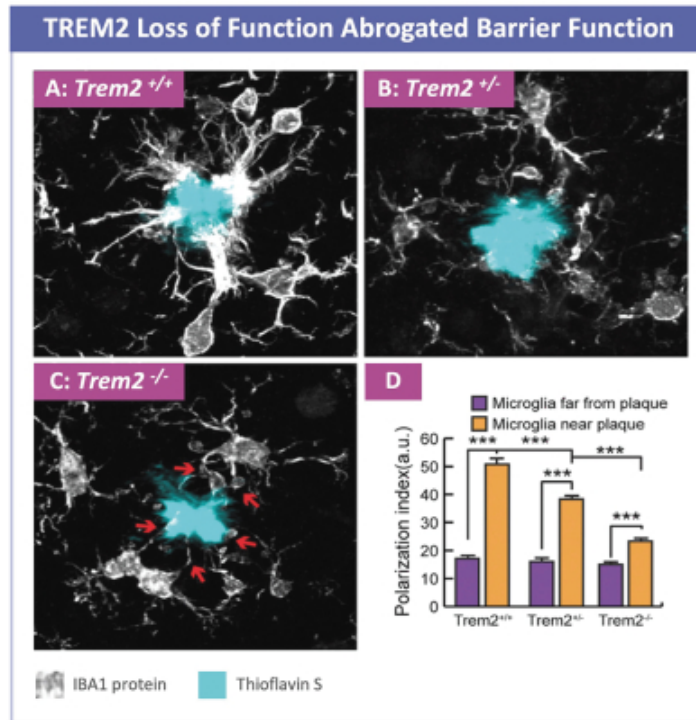 TREM2 Loss of Function Abrogated Barrier Function
A: Trem2 +/+
B: Trem2 +/-
C: Trem2 -/-
D
Microglia far from plaque
Microglia near plaque
*** *** ***
*** ***
Polarization index(a.u.)
60
50
40
30
20
10
0
Trem2+/+ Trem2+/- Trem2-/-
IBA1 protein Thioflavin S